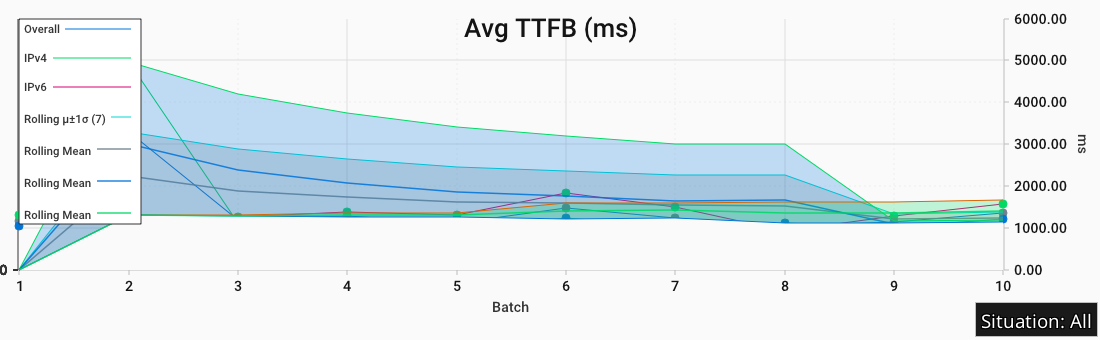 Avg TTFB (ms)
Overall
IPv4
IPv6
Rolling μ±1σ (7)
Rolling Mean
Rolling Mean
Rolling Mean
6000.00
5000.00
4000.00
3000.00
2000.00
1000.00
0.00
ms
0
1 2 3 4 5 6 7 8 9 10
Batch
Situation: All